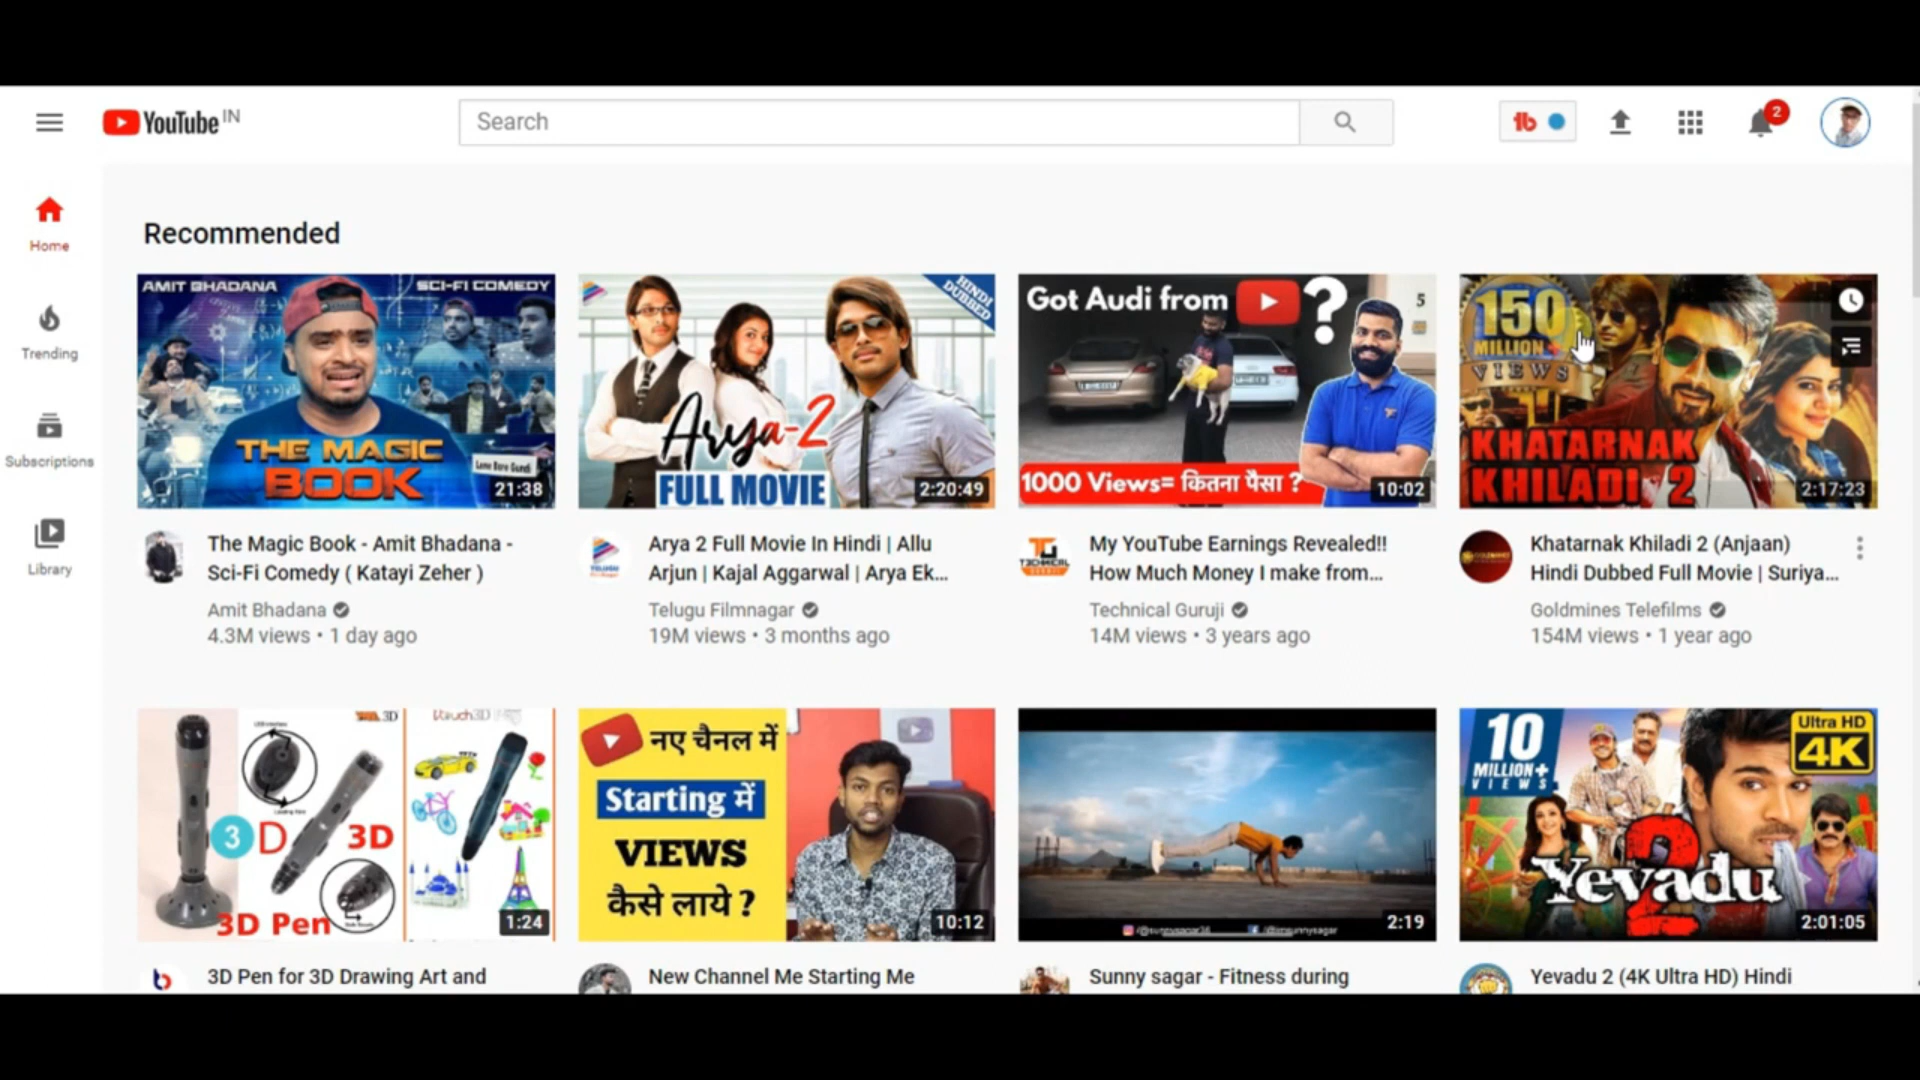 YouTube IN
Search
tb
2
Home
Trending
Subscriptions
Library
Recommended
AMIT BHADANA
SCI-FI COMEDY
THE MAGIC
BOOK
21:38
HINDI
DUBBED
Arya-2
FULL MOVIE
2:20:49
Got Audi from ?
5
1000 Views= कितना पैसा ?
10:02
150
MILLION+
VIEWS
KHATARNAK
KHILADI 2
2:17:23
The Magic Book - Amit Bhadana -
Sci-Fi Comedy ( Katayi Zeher )
Amit Bhadana
4.3M views • 1 day ago
Arya 2 Full Movie In Hindi | Allu
Arjun | Kajal Aggarwal | Arya Ek...
Telugu Filmnagar
19M views • 3 months ago
My YouTube Earnings Revealed!!
How Much Money I make from...
Technical Guruji
14M views • 3 years ago
Khatarnak Khiladi 2 (Anjaan)
Hindi Dubbed Full Movie | Suriya...
Goldmines Telefilms
154M views • 1 year ago
3D
3D
3D Pen
1:24
नए चैनल में
Starting में
VIEWS
कैसे लाये ?
10:12
2:19
10
MILLION+
VIEWS
Ultra HD
4K
Yevadu
2
2:01:05
3D Pen for 3D Drawing Art and
New Channel Me Starting Me
Sunny sagar - Fitness during
Yevadu 2 (4K Ultra HD) Hindi